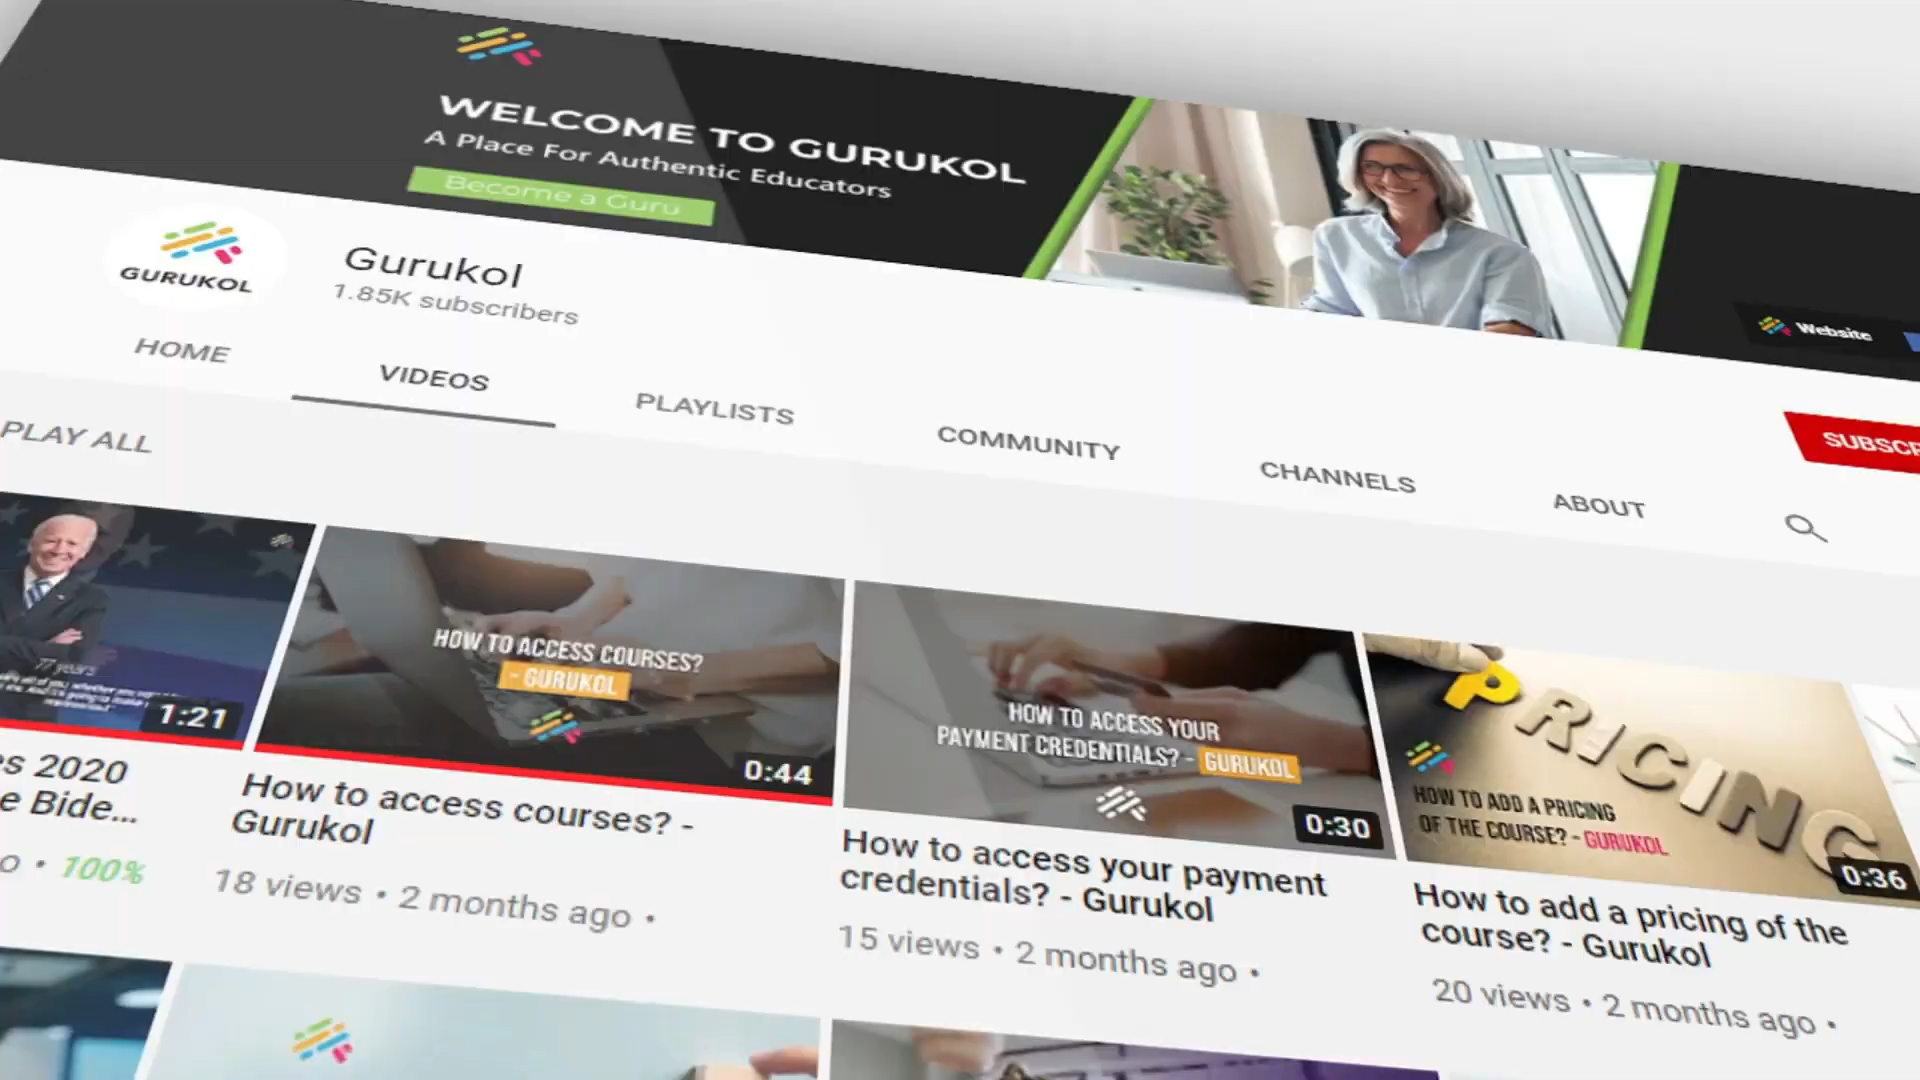 WELCOME TO GURUKOL
A Place For Authentic Educators
Become a Guru
Website
GURUKOL
Gurukol
1.85K subscribers
SUBSCR
HOME
VIDEOS
PLAYLISTS
COMMUNITY
CHANNELS
ABOUT
PLAY ALL
77 years
1:21
HOW TO ACCESS COURSES?
- GURUKOL
0:44
HOW TO ACCESS YOUR
PAYMENT CREDENTIALS? - GURUKOL
0:30
PRICING
HOW TO ADD A PRICING
OF THE COURSE? - GURUKOL
0:36
es 2020
e Bide...
o • 100%
How to access courses? -
Gurukol
18 views • 2 months ago •
How to access your payment
credentials? - Gurukol
15 views • 2 months ago •
How to add a pricing of the
course? - Gurukol
20 views • 2 months ago •